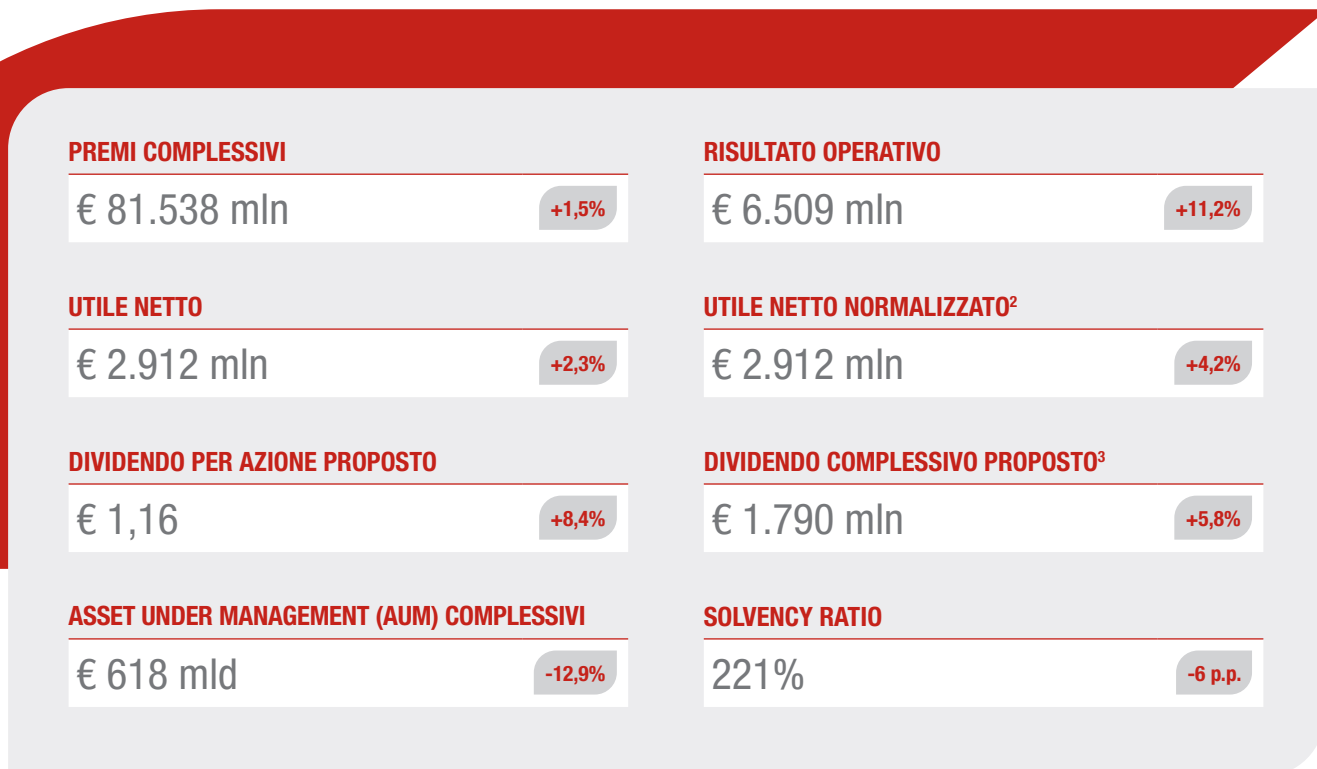 PREMI COMPLESSIVI
€ 81.538 mln
+1,5%
RISULTATO OPERATIVO
€ 6.509 mln
+11,2%
UTILE NETTO
€ 2.912 mln
+2,3%
UTILE NETTO NORMALIZZATO²
€ 2.912 mln
+4,2%
DIVIDENDO PER AZIONE PROPOSTO
€ 1,16
+8,4%
DIVIDENDO COMPLESSIVO PROPOSTO³
€ 1.790 mln
+5,8%
ASSET UNDER MANAGEMENT (AUM) COMPLESSIVI
€ 618 mld
-12,9%
SOLVENCY RATIO
221%
-6 p.p.